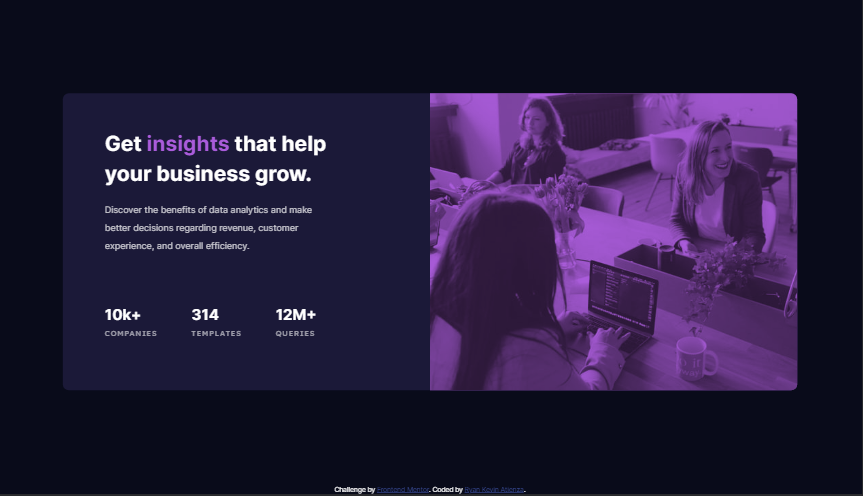 Get insights that help
your business grow.
Discover the benefits of data analytics and make
better decisions regarding revenue, customer
experience, and overall efficiency.
10k+ 314 12M+
COMPANIES TEMPLATES QUERIES
Challenge by Frontend Mentor. Coded by Ryan Kevin Atienza.